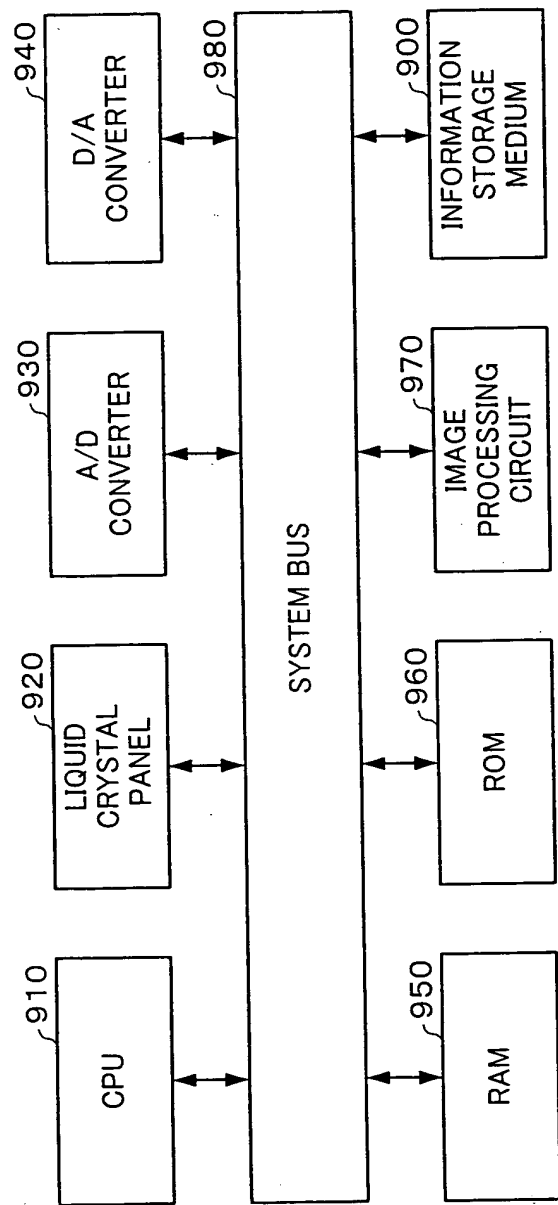 910
CPU
920
LIQUID
CRYSTAL
PANEL
930
A/D
CONVERTER
940
D/A
CONVERTER
980
SYSTEM BUS
950
RAM
960
ROM
970
IMAGE
PROCESSING
CIRCUIT
900
INFORMATION
STORAGE
MEDIUM